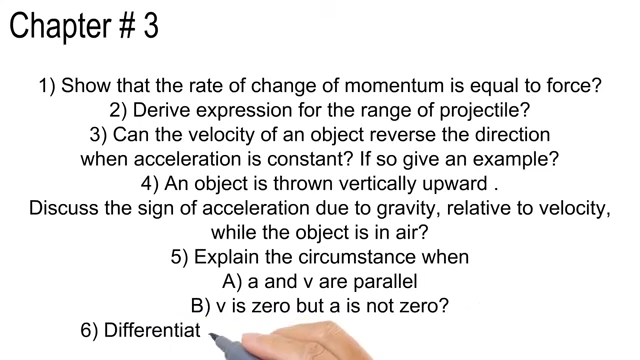 Chapter # 3
1) Show that the rate of change of momentum is equal to force?
2) Derive expression for the range of projectile?
3) Can the velocity of an object reverse the direction
when acceleration is constant? If so give an example?
4) An object is thrown vertically upward .
Discuss the sign of acceleration due to gravity, relative to velocity,
while the object is in air?
5) Explain the circumstance when
A) a and v are parallel
B) v is zero but a is not zero?
6) Differentiat